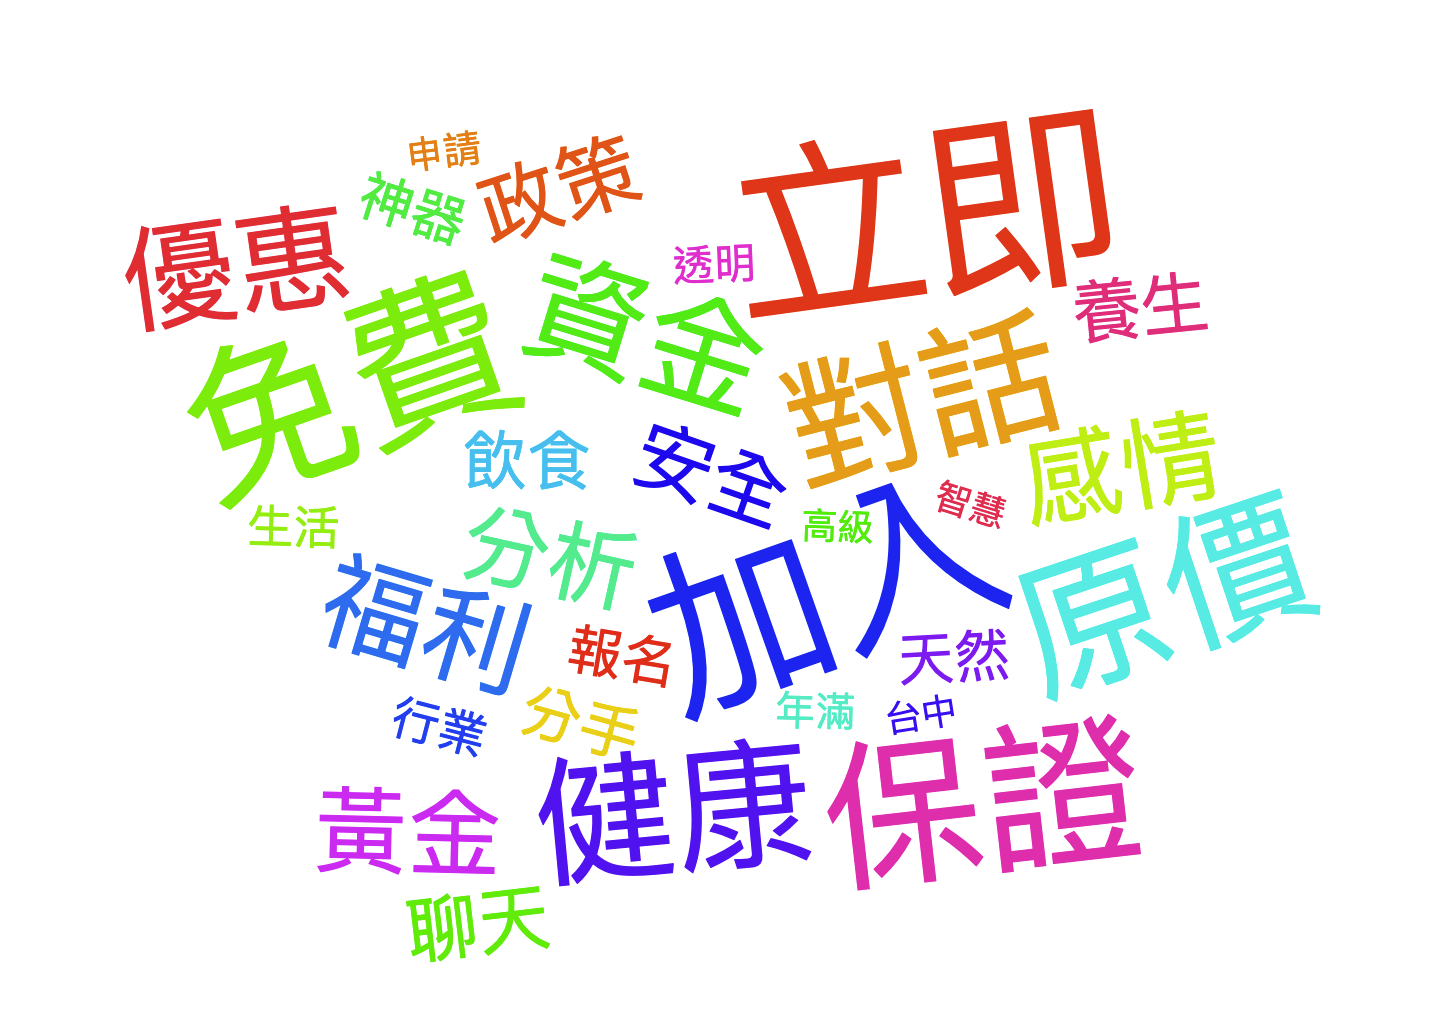 申請
政策
神器
立即
優惠
透明
資金
免費
養生
對話
飲食
安全
感情
智慧
生活
高級
分析
加入
原價
福利
報名
天然
分手
年滿
台中
行業
健康
保證
黃金
聊天